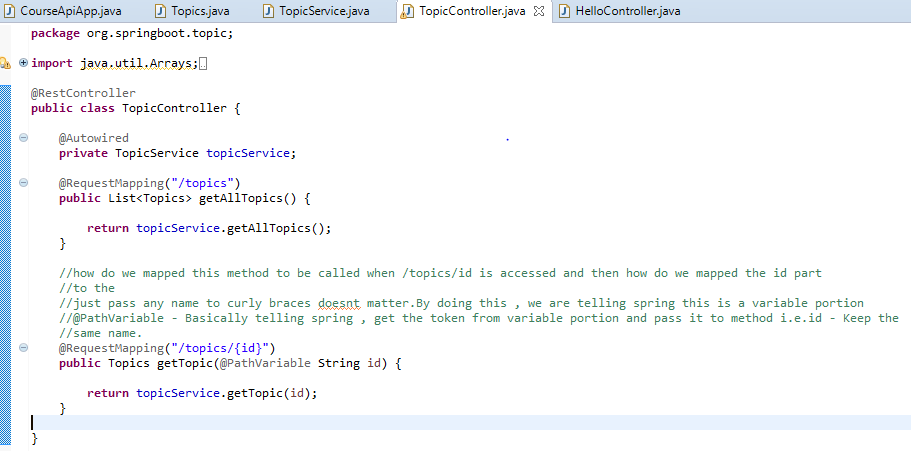 CourseApiApp.java Topics.java TopicService.java TopicController.java HelloController.java
package org.springboot.topic;
import java.util.Arrays;
@RestController
public class TopicController {
@Autowired
private TopicService topicService;
@RequestMapping("/topics")
public List<Topics> getAllTopics() {
return topicService.getAllTopics();
}
//how do we mapped this method to be called when /topics/id is accessed and then how do we mapped the id part
//to the
//just pass any name to curly braces doesnt matter.By doing this , we are telling spring this is a variable portion
//@PathVariable - Basically telling spring , get the token from variable portion and pass it to method i.e.id - Keep the
//same name.
@RequestMapping("/topics/{id}")
public Topics getTopic(@PathVariable String id) {
return topicService.getTopic(id);
}
}